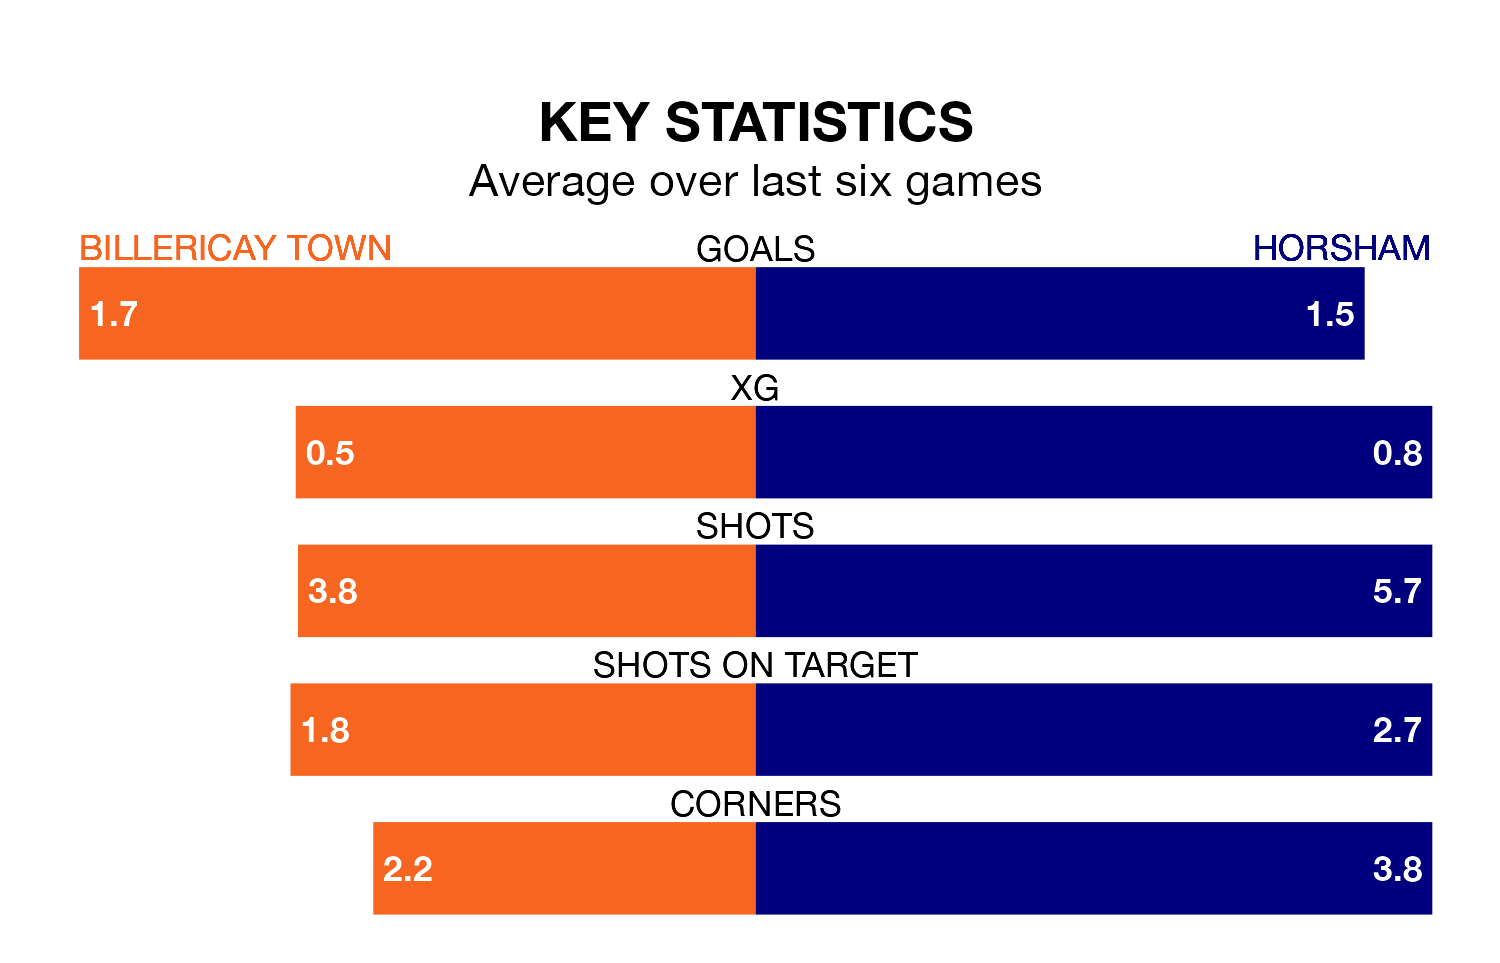 KEY STATISTICS
Average over last six games
BILLERICAY TOWN GOALS HORSHAM
1.7 1.5
XG
0.5 0.8
SHOTS
3.8 5.7
SHOTS ON TARGET
1.8 2.7
CORNERS
2.2 3.8